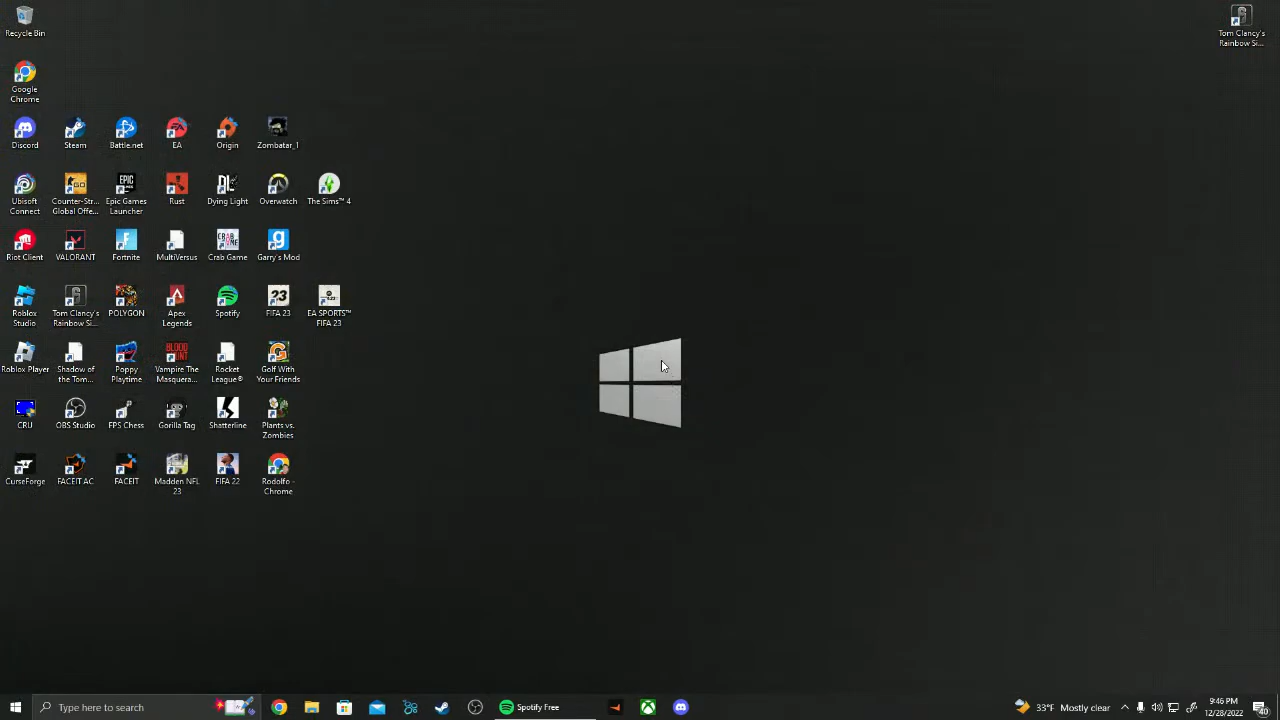 Recycle Bin
Tom Clancy's
Rainbow Si...
Google
Chrome
Discord
Steam
Battle.net
EA
Origin
Zombatar_1
Ubisoft
Connect
Counter-Str...
Global Offe...
Epic Games
Launcher
Rust
Dying Light
Overwatch
The Sims™ 4
Riot Client
VALORANT
Fortnite
MultiVersus
Crab Game
Garry's Mod
Roblox
Studio
Tom Clancy's
Rainbow Si...
POLYGON
Apex
Legends
Spotify
FIFA 23
EA SPORTS™
FIFA 23
Roblox Player
Shadow of
the Tom...
Poppy
Playtime
Vampire The
Masquera...
Rocket
League®
Golf With
Your Friends
CRU
OBS Studio
FPS Chess
Gorilla Tag
Shatterline
Plants vs.
Zombies
CurseForge
FACEIT AC
FACEIT
Madden NFL
23
FIFA 22
Rodolfo -
Chrome
Type here to search
Spotify Free
33°F Mostly clear
9:46 PM
12/28/2022
40